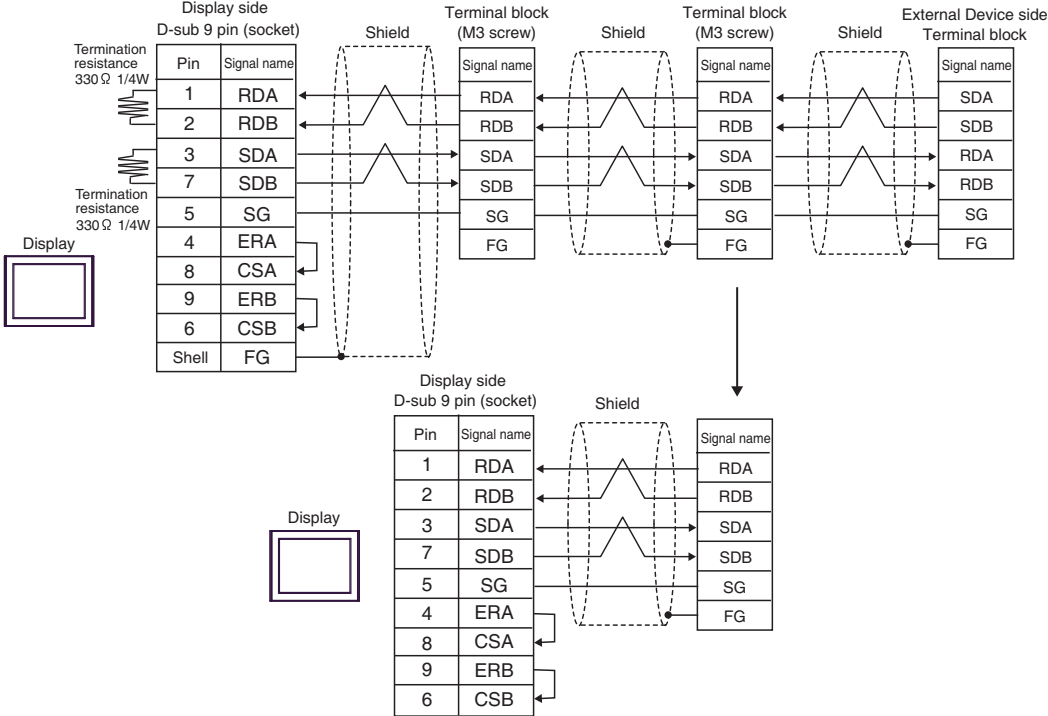 Display side
D-sub 9 pin (socket)
Shield
Terminal block
(M3 screw)
Shield
Terminal block
(M3 screw)
Shield
External Device side
Terminal block
Termination
resistance
330Ω 1/4W
Pin Signal name
1 RDA
2 RDB
3 SDA
7 SDB
5 SG
4 ERA
8 CSA
9 ERB
6 CSB
Shell FG
Termination
resistance
330Ω 1/4W
Display
Signal name
RDA
RDB
SDA
SDB
SG
FG
Signal name
RDA
RDB
SDA
SDB
SG
FG
Signal name
SDA
SDB
RDA
RDB
SG
FG
Display side
D-sub 9 pin (socket)
Shield
Pin Signal name
1 RDA
2 RDB
3 SDA
7 SDB
5 SG
4 ERA
8 CSA
9 ERB
6 CSB
Display
Signal name
RDA
RDB
SDA
SDB
SG
FG